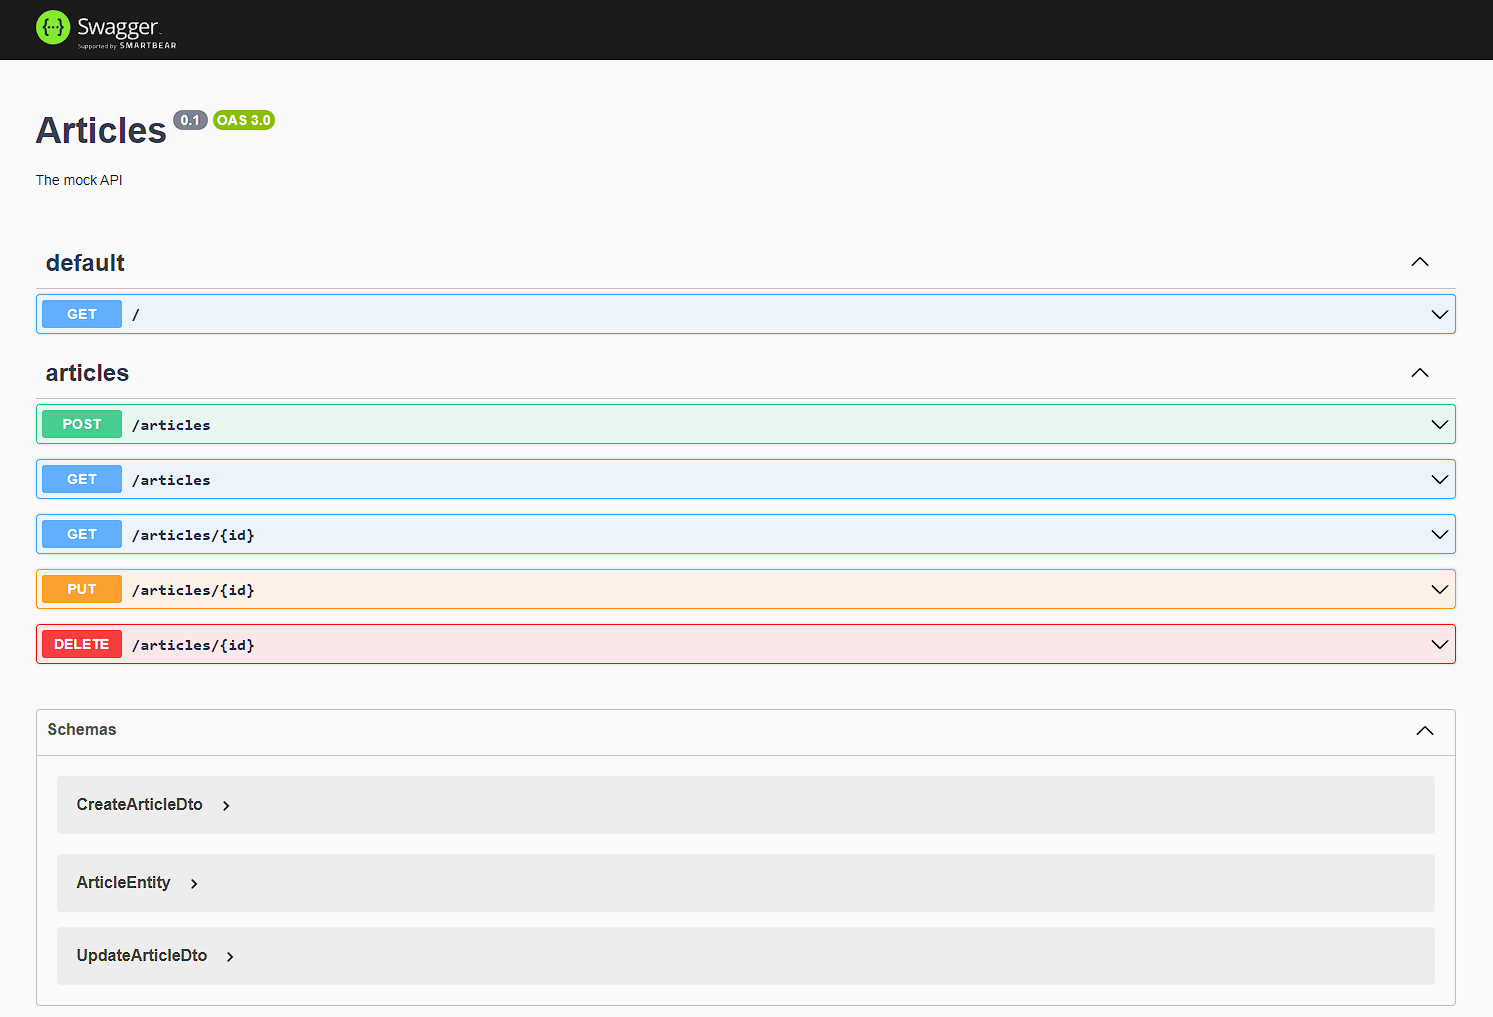 {···} Swagger
Supported by SMARTBEAR
Articles 0.1 OAS 3.0
The mock API
default
GET /
articles
POST /articles
GET /articles
GET /articles/{id}
PUT /articles/{id}
DELETE /articles/{id}
Schemas
CreateArticleDto
ArticleEntity
UpdateArticleDto